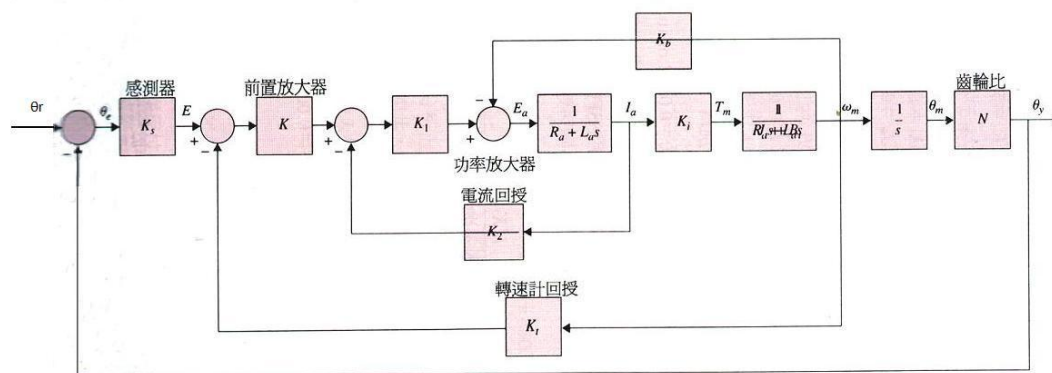 K_b
感測器
前置放大器
齒輪比
θr
θ_e
K_s
E
K
K_1
E_a
1
R_a + L_a s
I_a
K_i
T_m
ω_m
1
s
θ_m
N
θ_y
+
−
+
−
+
−
−
功率放大器
電流回授
K_2
轉速計回授
K_t